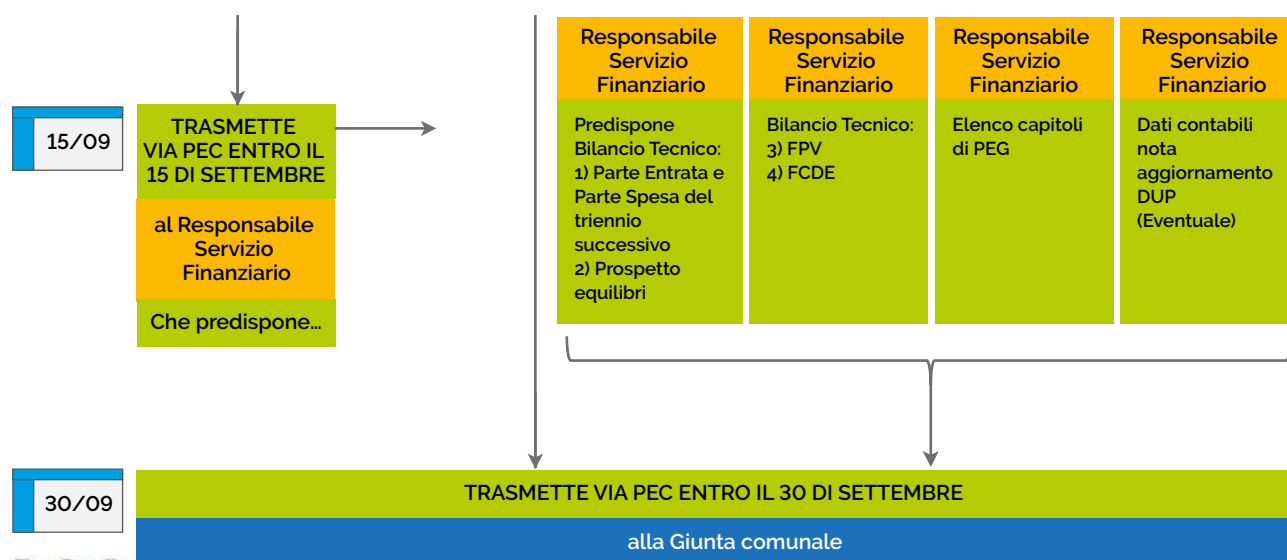 Responsabile
Servizio
Finanziario
Predispone
Bilancio Tecnico:
1) Parte Entrata e
Parte Spesa del
triennio
successivo
2) Prospetto
equilibri
Responsabile
Servizio
Finanziario
Bilancio Tecnico:
3) FPV
4) FCDE
Responsabile
Servizio
Finanziario
Elenco capitoli
di PEG
Responsabile
Servizio
Finanziario
Dati contabili
nota
aggiornamento
DUP
(Eventuale)
15/09
TRASMETTE
VIA PEC ENTRO IL
15 DI SETTEMBRE
al Responsabile
Servizio
Finanziario
Che predispone…
30/09
TRASMETTE VIA PEC ENTRO IL 30 DI SETTEMBRE
alla Giunta comunale